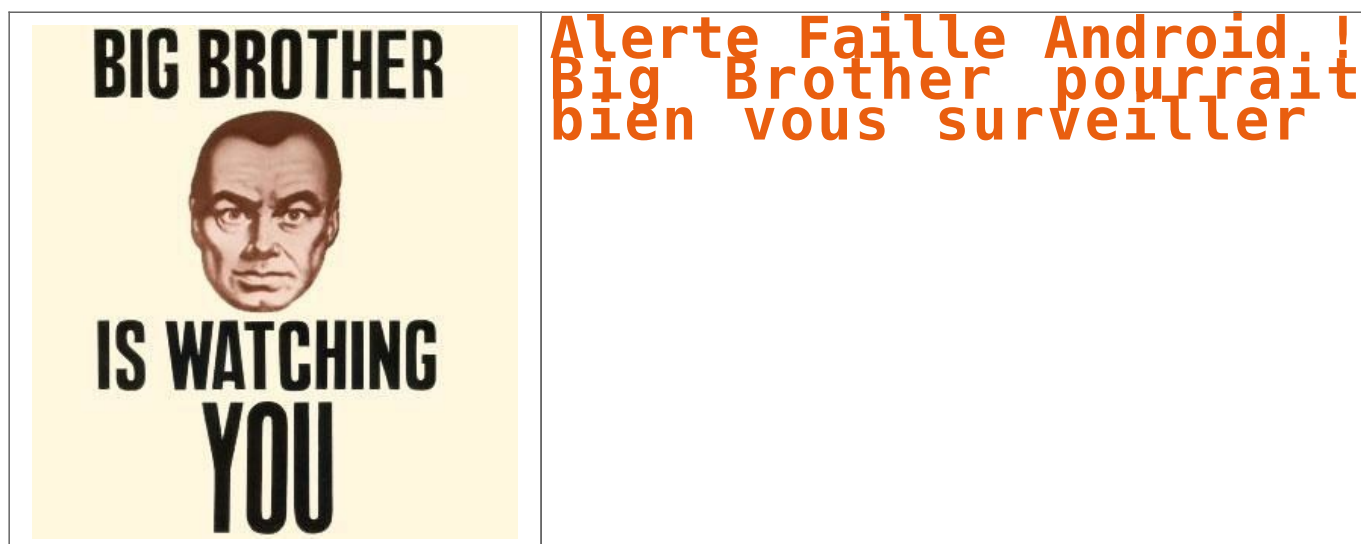 BIG BROTHER
IS WATCHING
YOU
Alerte Faille Android !
Big Brother pourrait
bien vous surveiller